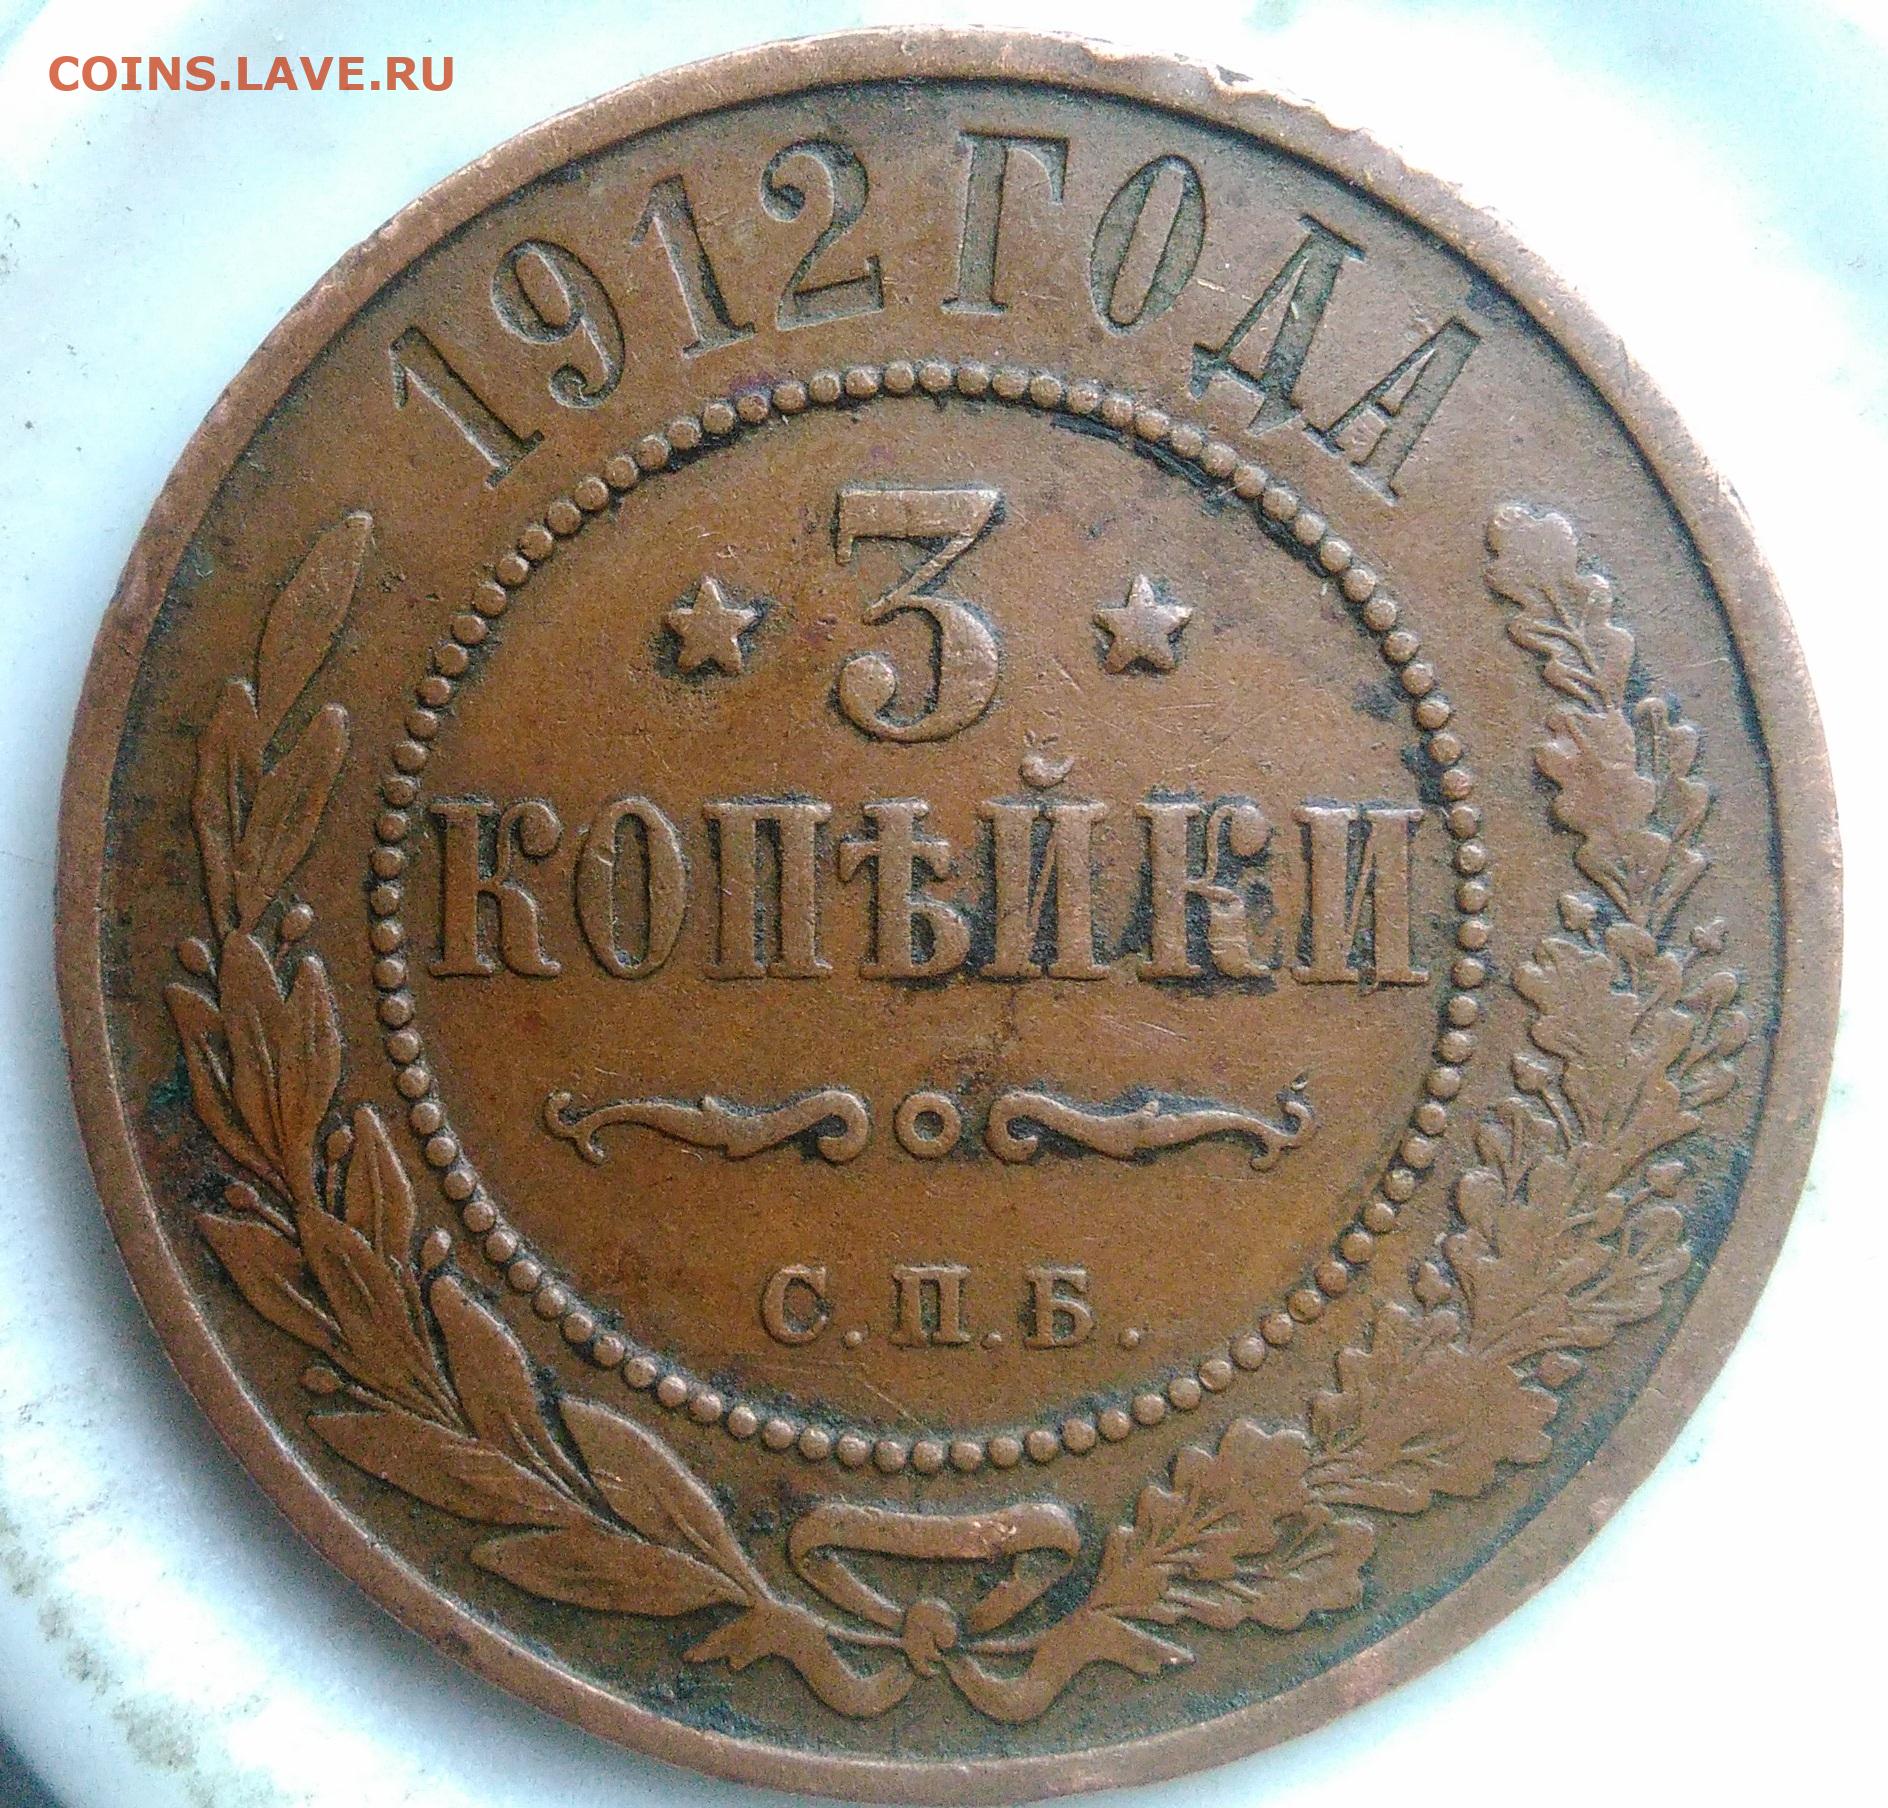 COINS.LAVE.RU
1912 ГОДА
3
КОПѢЙКИ
С.П.Б.